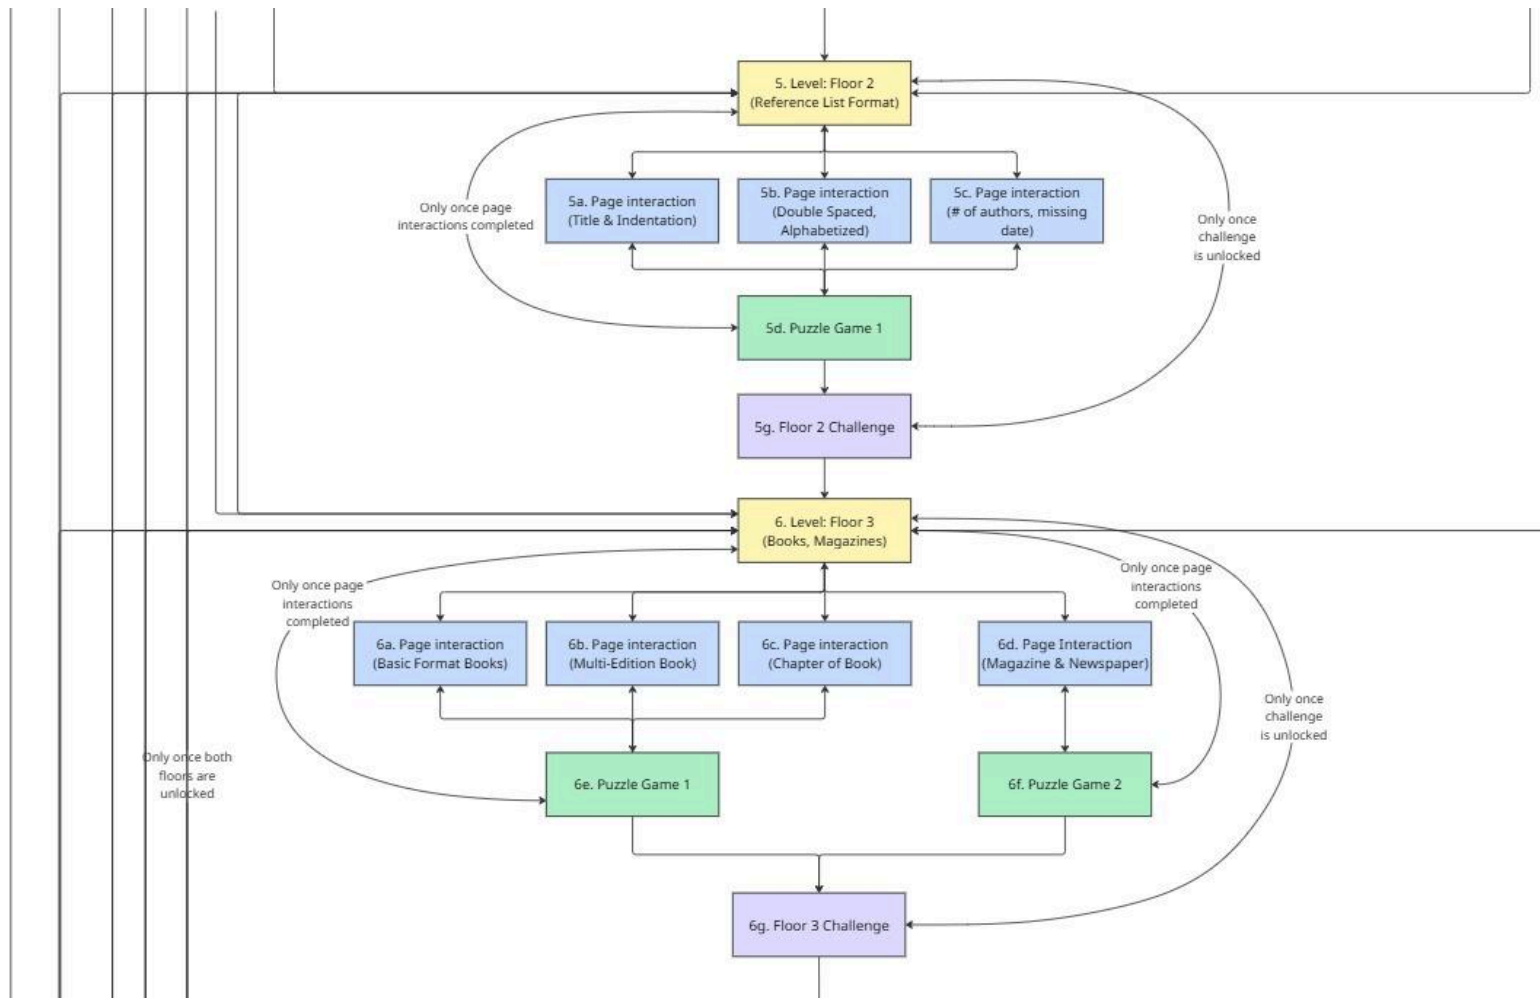 5. Level: Floor 2
(Reference List Format)
Only once page
interactions completed
5a. Page interaction
(Title & Indentation)
5b. Page interaction
(Double Spaced,
Alphabetized)
5c. Page interaction
(# of authors, missing
date)
Only once
challenge
is unlocked
5d. Puzzle Game 1
5g. Floor 2 Challenge
6. Level: Floor 3
(Books, Magazines)
Only once page
interactions
completed
Only once page
interactions
completed
6a. Page interaction
(Basic Format Books)
6b. Page interaction
(Multi-Edition Book)
6c. Page interaction
(Chapter of Book)
6d. Page Interaction
(Magazine & Newspaper)
Only once
challenge
is unlocked
Only once both
floors are
unlocked
6e. Puzzle Game 1
6f. Puzzle Game 2
6g. Floor 3 Challenge